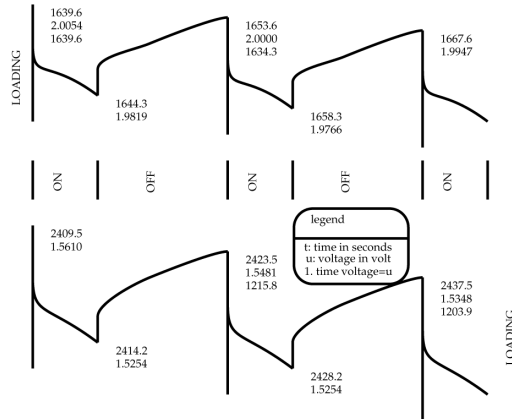 LOADING
1639.6
2.0054
1639.6
1644.3
1.9819
1653.6
2.0000
1634.3
1658.3
1.9766
1667.6
1.9947
ON
OFF
ON
OFF
ON
2409.5
1.5610
2414.2
1.5254
2423.5
1.5481
1215.8
legend
t: time in seconds
u: voltage in volt
1. time voltage=u
2428.2
1.5254
2437.5
1.5348
1203.9
LOADING